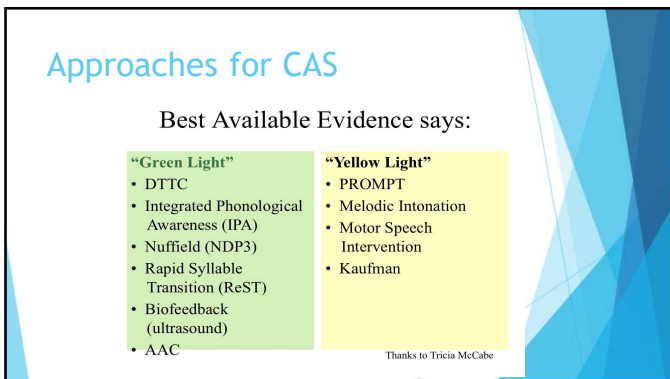 Approaches for CAS
Best Available Evidence says:
“Green Light”
• DTTC
• Integrated Phonological
Awareness (IPA)
• Nuffield (NDP3)
• Rapid Syllable
Transition (ReST)
• Biofeedback
(ultrasound)
• AAC
“Yellow Light”
• PROMPT
• Melodic Intonation
• Motor Speech
Intervention
• Kaufman
Thanks to Tricia McCabe